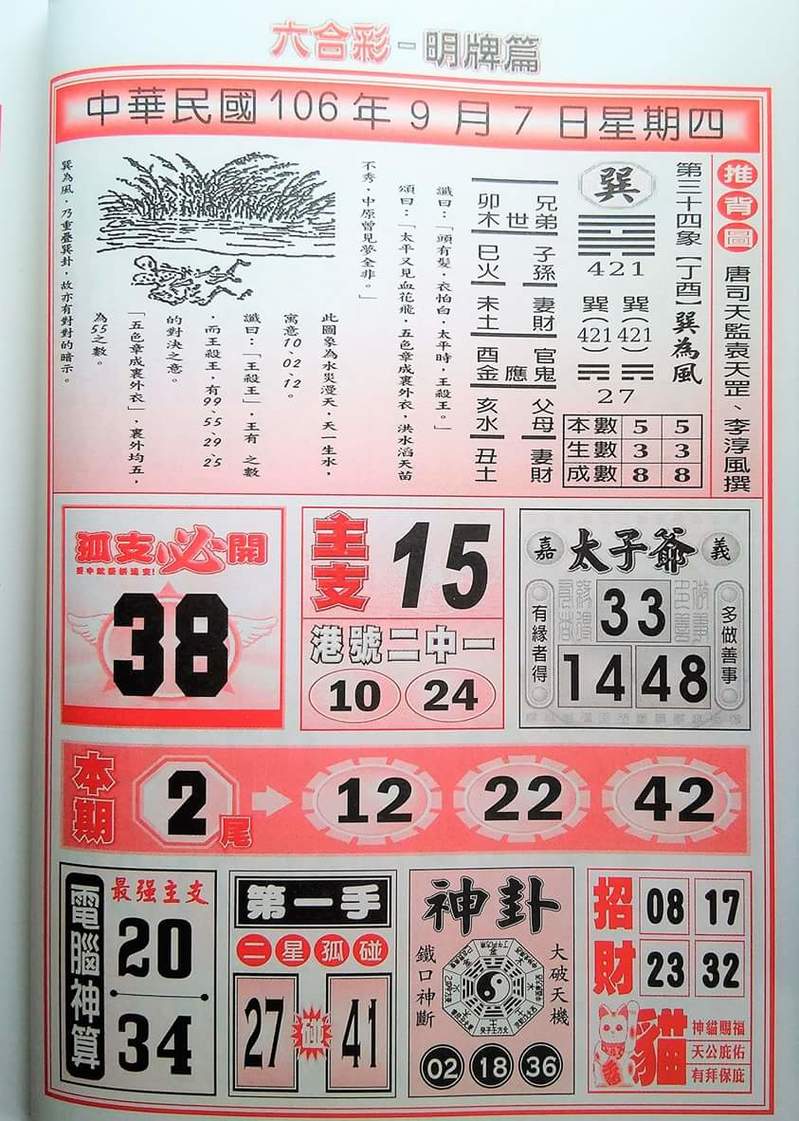 六合彩-明牌篇
中華民國106年9月7日星期四
推背圖 唐司天監袁天罡、李淳風撰
第三十四象【丁酉】巽為風
巽
421
巽 巽
(421) (421)
27
本數 5 5
生數 3 3
成數 8 8
兄弟 子孫 妻財 官鬼 父母 妻財
世 應
卯木 巳火 未土 酉金 亥水 丑土
讖曰：「頭有髮，衣怕白，太平時，王殺王。」
頌曰：「太平又見血花飛，五色章成裏外衣，洪水滔天苗
不秀，中原曾見夢全非。」
此圖象為水災漫天，天一生水，
寓意10、02、12。
讖曰：「王殺王」，王有 之數
，而王殺王，有99、55、29、25
的對決之意。
「五色章成裏外衣」，裏外均五，
為55之數。
巽為風，乃重疊巽卦，故亦有對對的暗示。
孤支必開
38
主支 15
港號二中一
10 24
嘉 太子爺 義
有緣者得
33
14 48
多做善事
本期 2尾 12 22 42
電腦神算
最強主支
20
34
第一手
二星孤碰
27 碰 41
神卦
鐵口神斷
大破天機
02 18 36
招財貓
08 17
23 32
神貓賜福
天公庇佑
有拜保庇